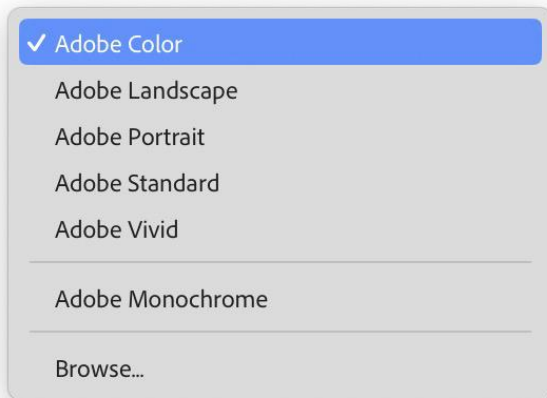 Adobe Color
Adobe Landscape
Adobe Portrait
Adobe Standard
Adobe Vivid
Adobe Monochrome
Browse...